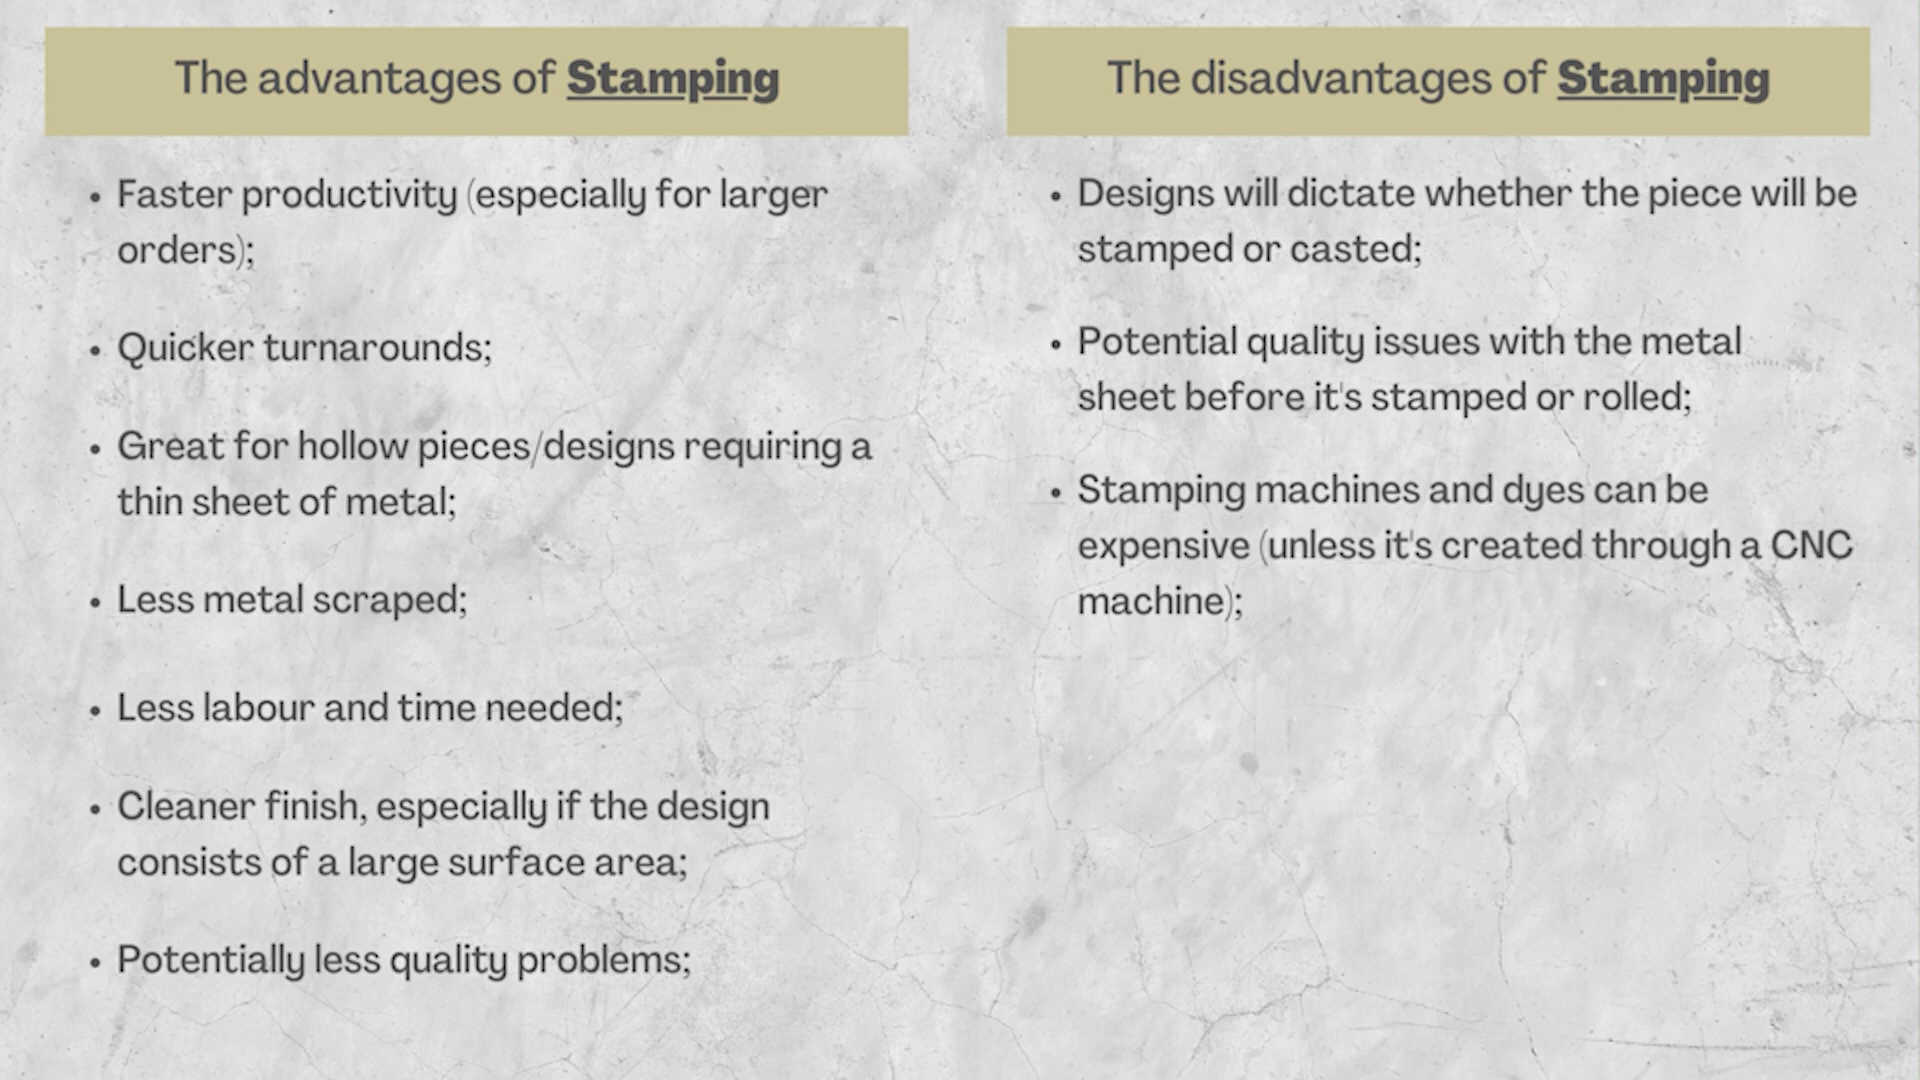 The advantages of Stamping
• Faster productivity (especially for larger
orders);
• Quicker turnarounds;
• Great for hollow pieces/designs requiring a
thin sheet of metal;
• Less metal scraped;
• Less labour and time needed;
• Cleaner finish, especially if the design
consists of a large surface area;
• Potentially less quality problems;
The disadvantages of Stamping
• Designs will dictate whether the piece will be
stamped or casted;
• Potential quality issues with the metal
sheet before it's stamped or rolled;
• Stamping machines and dyes can be
expensive (unless it's created through a CNC
machine);